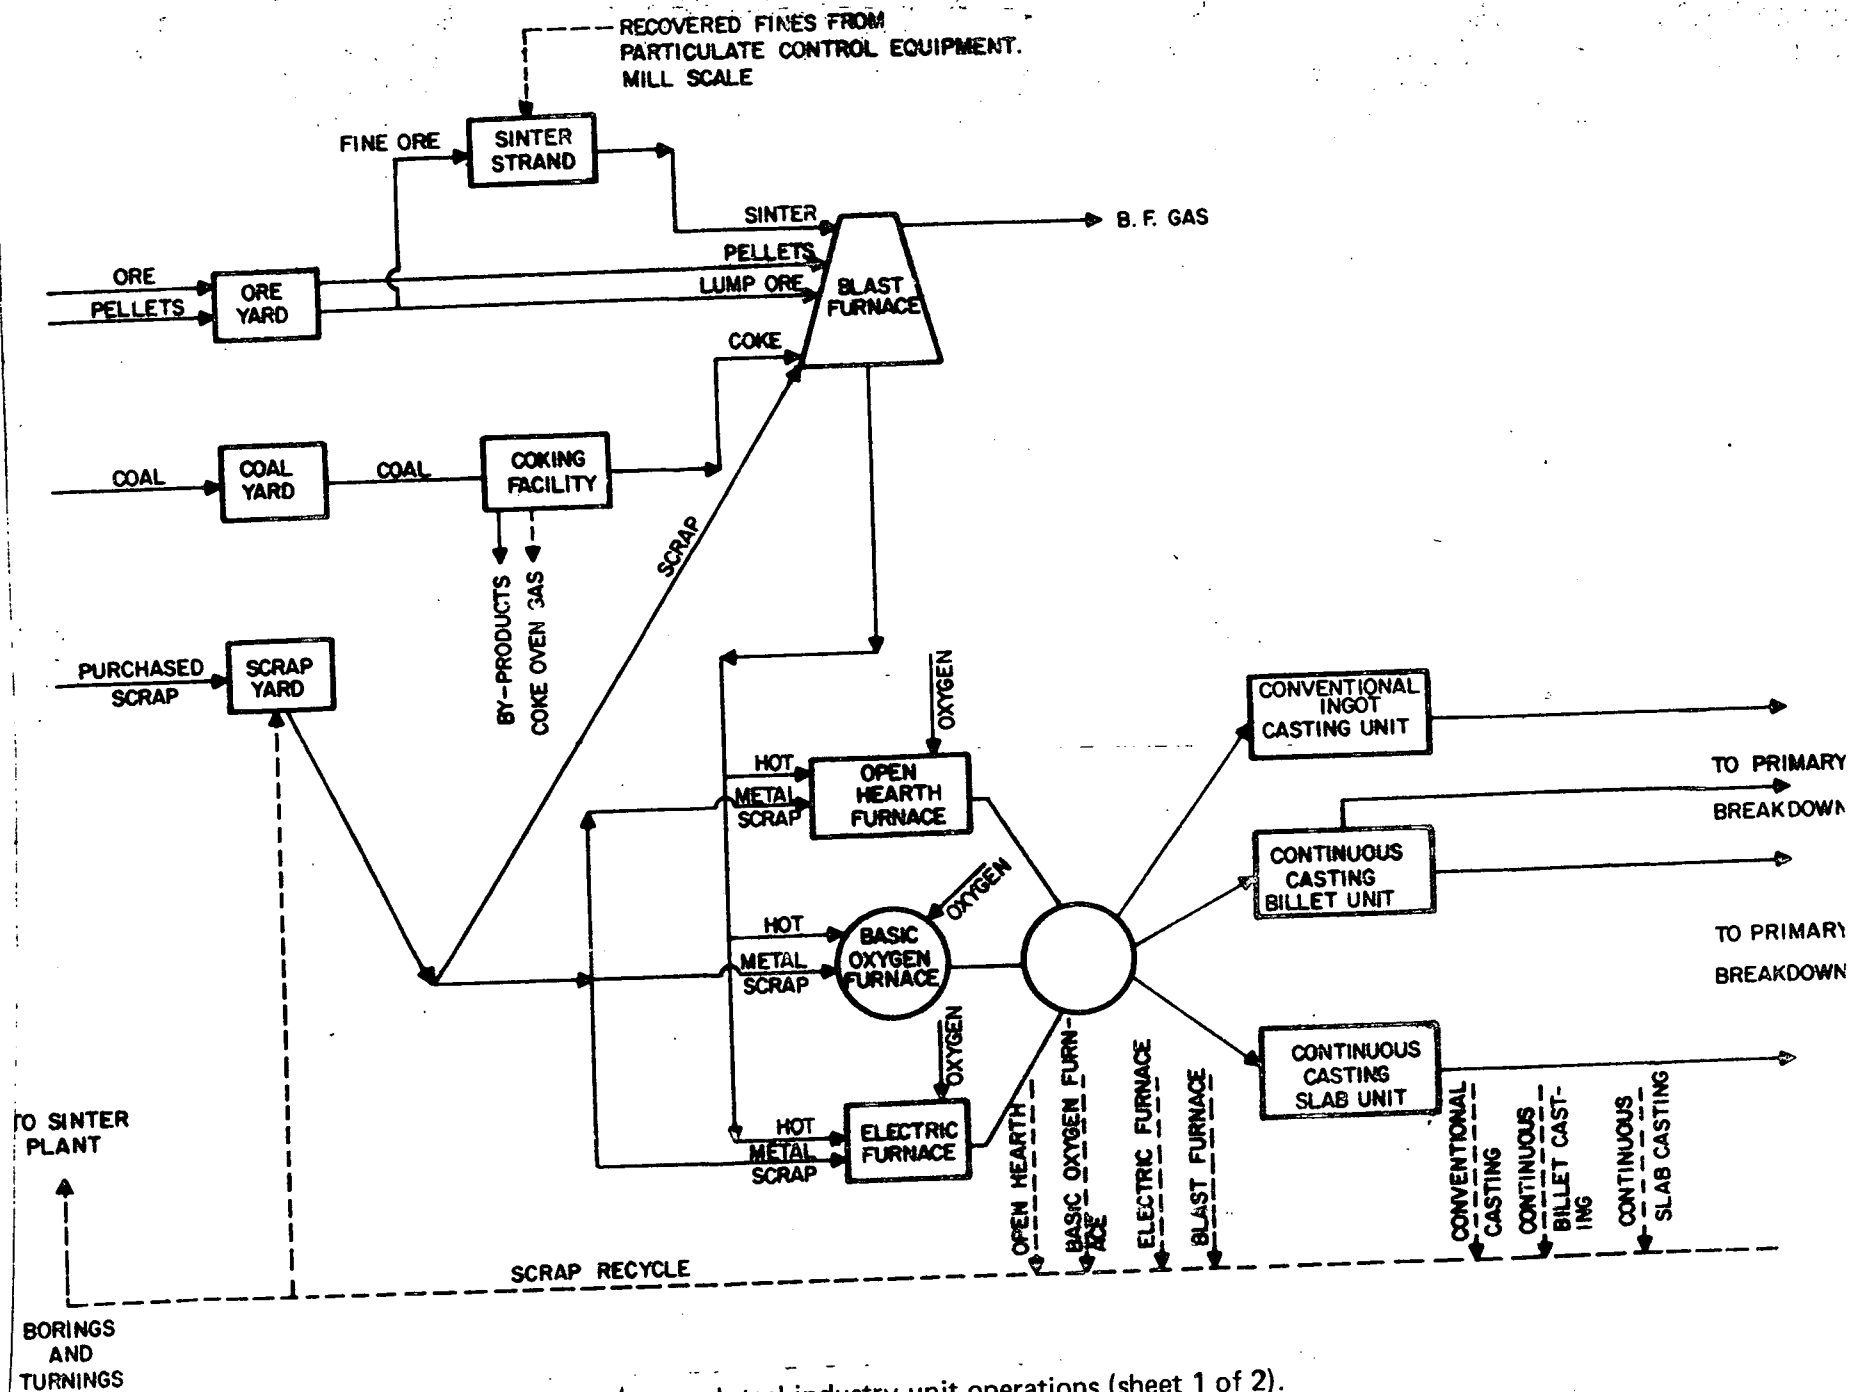 RECOVERED FINES FROM
PARTICULATE CONTROL EQUIPMENT.
MILL SCALE
FINE ORE
SINTER
STRAND
SINTER
B. F. GAS
PELLETS
ORE
LUMP ORE
PELLETS
ORE
YARD
BLAST
FURNACE
COKE
COAL
COAL
YARD
COAL
COKING
FACILITY
SCRAP
BY-PRODUCTS
COKE OVEN GAS
PURCHASED
SCRAP
SCRAP
YARD
OXYGEN
CONVENTIONAL
INGOT
CASTING UNIT
HOT
METAL
SCRAP
OPEN
HEARTH
FURNACE
TO PRIMARY
BREAKDOWN
CONTINUOUS
CASTING
BILLET UNIT
OXYGEN
HOT
METAL
SCRAP
BASIC
OXYGEN
FURNACE
TO PRIMARY
BREAKDOWN
OXYGEN
CONTINUOUS
CASTING
SLAB UNIT
HOT
METAL
SCRAP
ELECTRIC
FURNACE
OPEN HEARTH
BASIC OXYGEN FURN-
ACE
ELECTRIC FURNACE
BLAST FURNACE
CONVENTIONAL
CASTING
CONTINUOUS
BILLET CAST-
ING
CONTINUOUS
SLAB CASTING
TO SINTER
PLANT
SCRAP RECYCLE
BORINGS
AND
TURNINGS
industry unit operations (sheet 1 of 2).